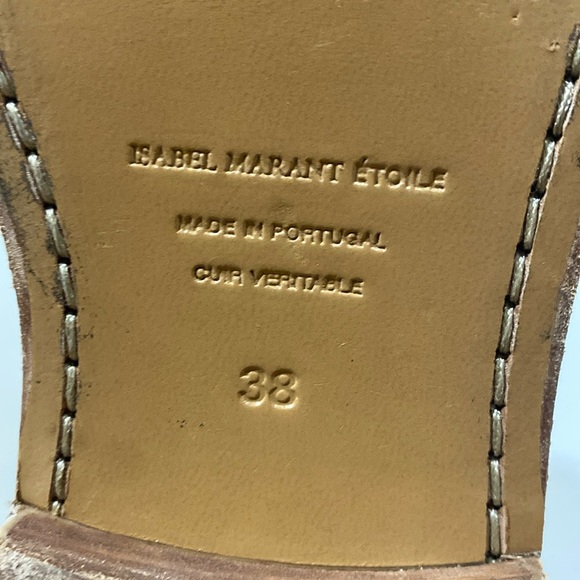 ISABEL MARANT ÉTOILE
MADE IN PORTUGAL
CUIR VERITABLE
38